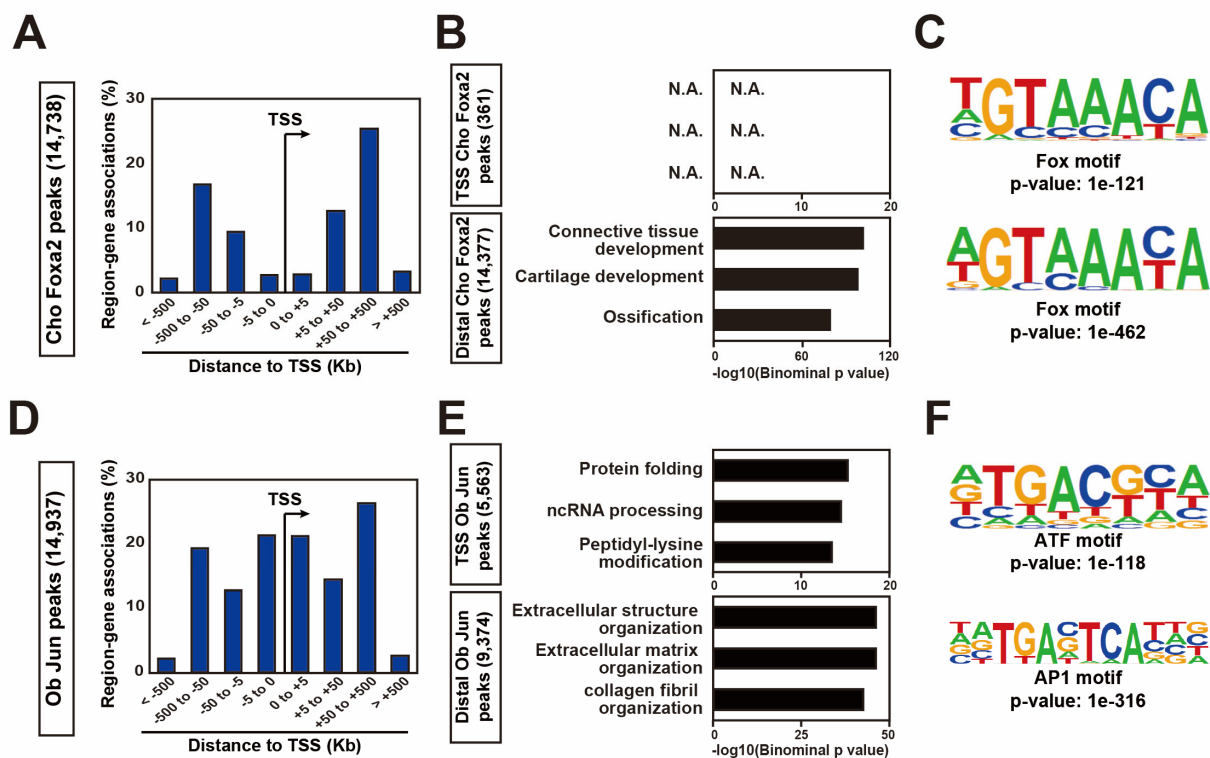 A
Cho Foxa2 peaks (14,738)
Region-gene associations (%)
30
20
10
0
TSS
< -500
-500 to -50
-50 to -5
-5 to 0
0 to +5
+5 to +50
+50 to +500
> +500
Distance to TSS (Kb)
B
TSS Cho Foxa2
peaks (361)
N.A. N.A.
N.A. N.A.
N.A. N.A.
0 10 20
Distal Cho Foxa2
peaks (14,377)
Connective tissue
development
Cartilage development
Ossification
0 60 120
-log10(Binominal p value)
C
Fox motif
p-value: 1e-121
Fox motif
p-value: 1e-462
D
Ob Jun peaks (14,937)
Region-gene associations (%)
30
20
10
0
TSS
< -500
-500 to -50
-50 to -5
-5 to 0
0 to +5
+5 to +50
+50 to +500
> +500
Distance to TSS (Kb)
E
TSS Ob Jun
peaks (5,563)
Protein folding
ncRNA processing
Peptidyl-lysine
modification
0 10 20
Distal Ob Jun
peaks (9,374)
Extracellular structure
organization
Extracellular matrix
organization
collagen fibril
organization
0 25 50
-log10(Binominal p value)
F
ATF motif
p-value: 1e-118
AP1 motif
p-value: 1e-316